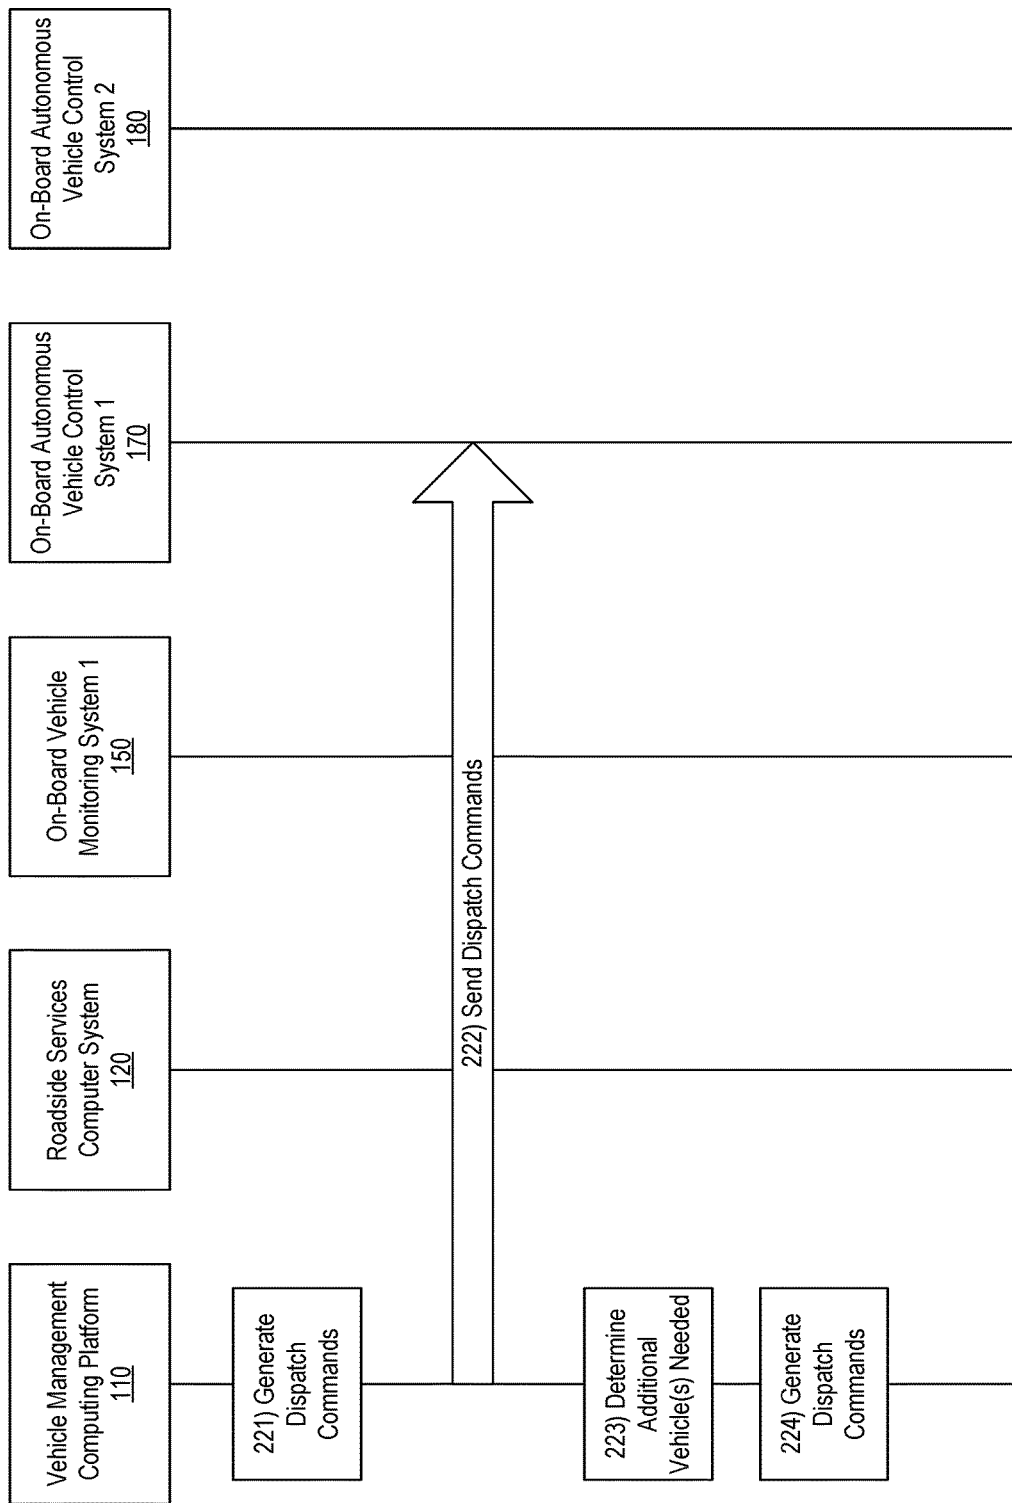 Vehicle Management
Computing Platform
110
Roadside Services
Computer System
120
On-Board Vehicle
Monitoring System 1
150
On-Board Autonomous
Vehicle Control
System 1
170
On-Board Autonomous
Vehicle Control
System 2
180
221) Generate
Dispatch
Commands
222) Send Dispatch Commands
223) Determine
Additional
Vehicle(s) Needed
224) Generate
Dispatch
Commands